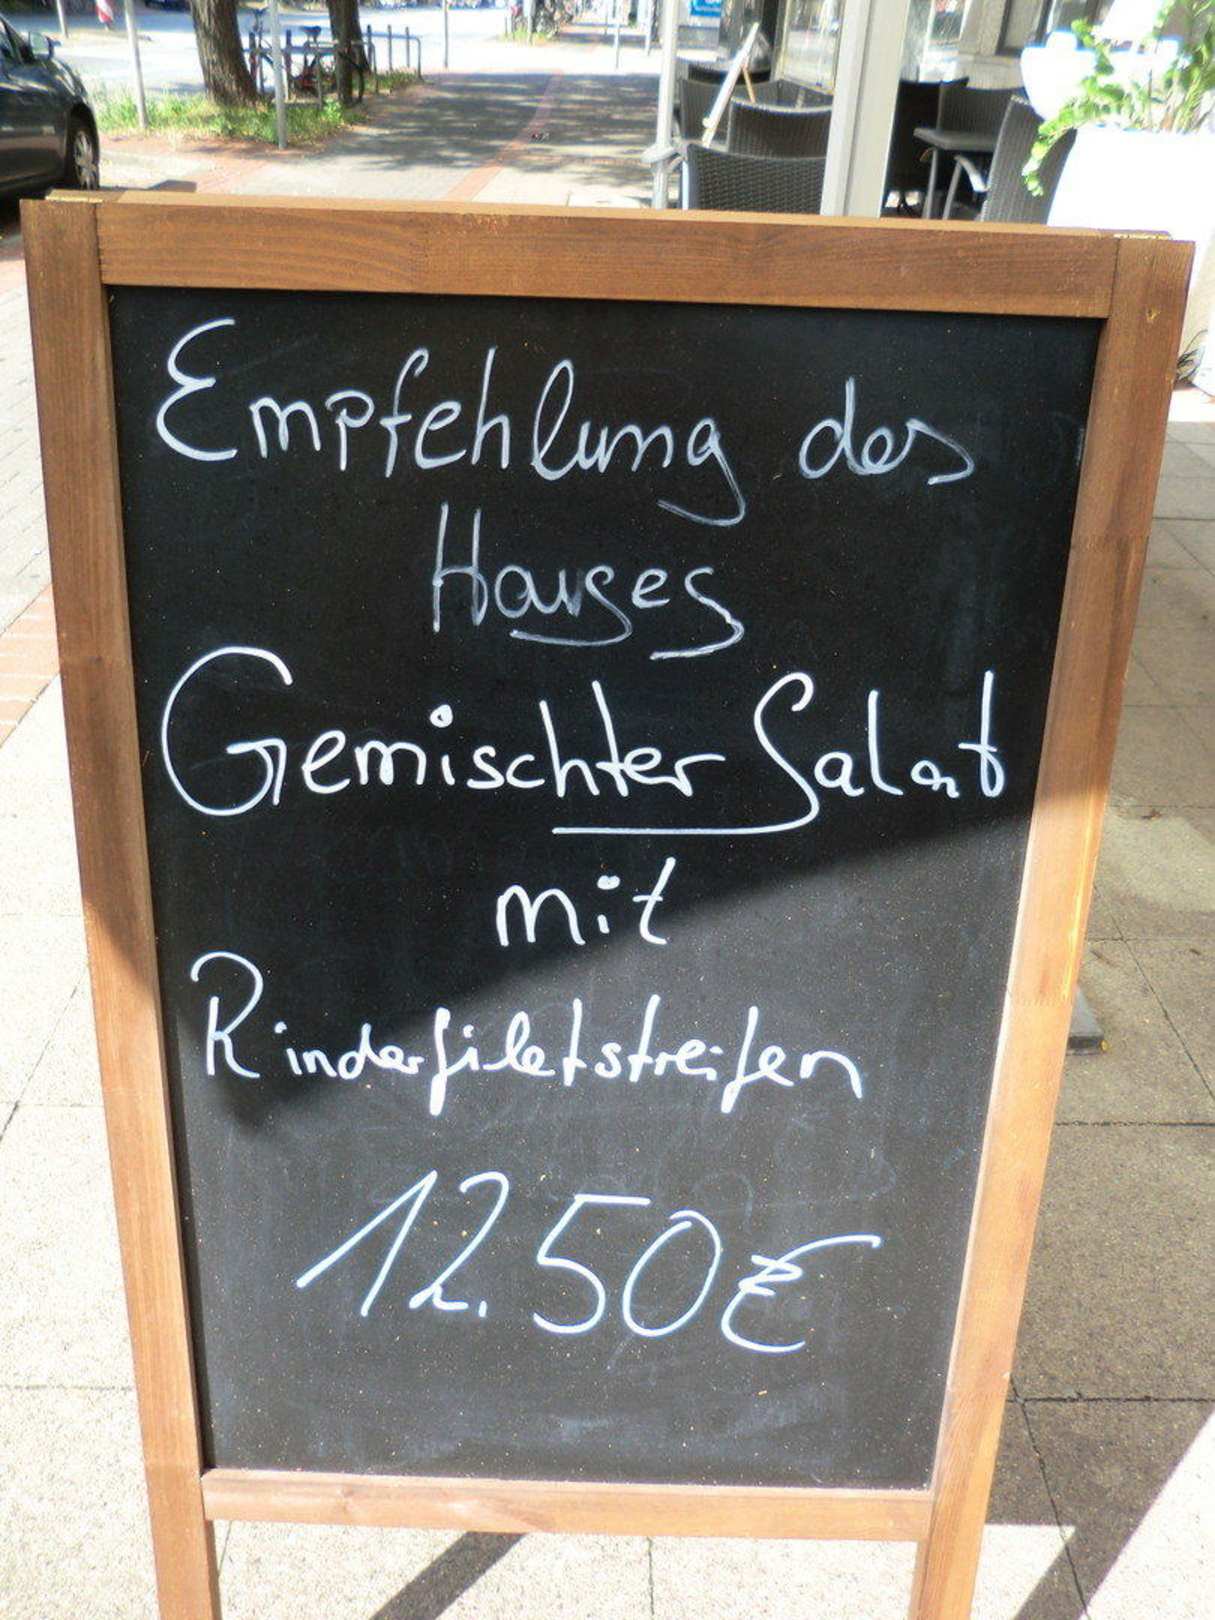 Empfehlung des
Hauses
Gemischter Salat
mit
Rinderfiletstreifen
12.50€